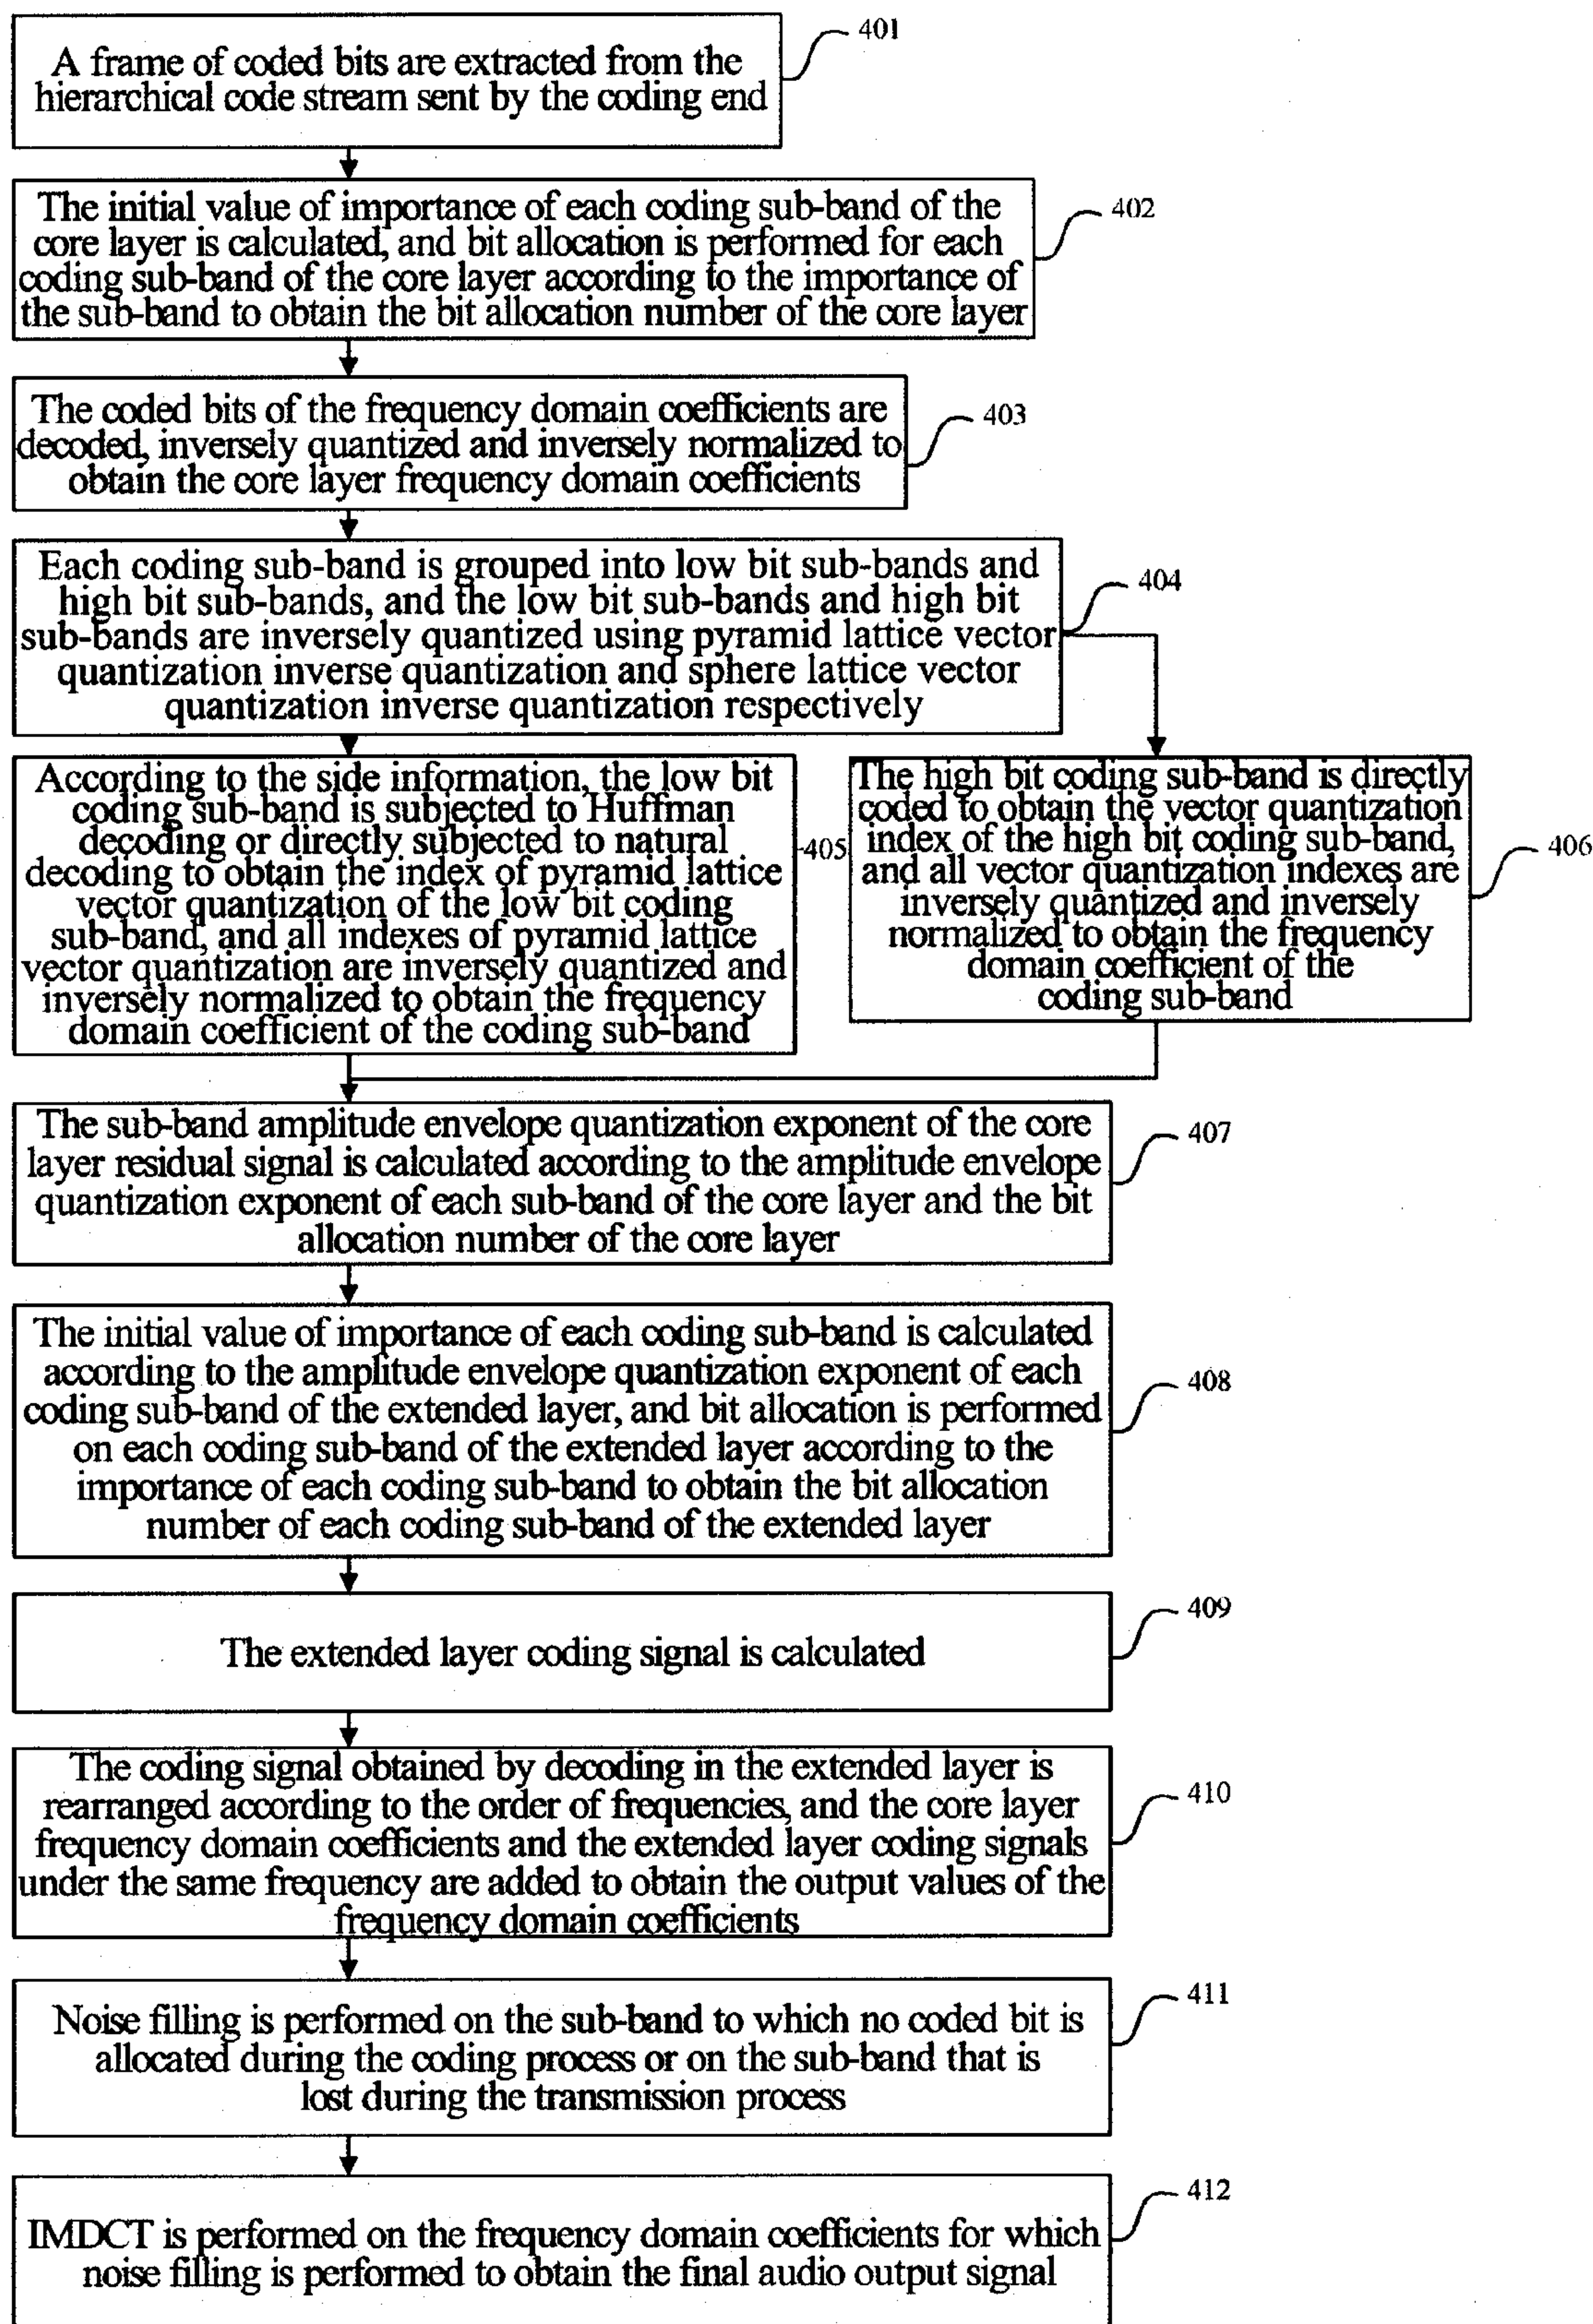 A frame of coded bits are extracted from the
hierarchical code stream sent by the coding end
401
The initial value of importance of each coding sub-band of the
core layer is calculated, and bit allocation is performed for each
coding sub-band of the core layer according to the importance of
the sub-band to obtain the bit allocation number of the core layer
402
The coded bits of the frequency domain coefficients are
decoded, inversely quantized and inversely normalized to
obtain the core layer frequency domain coefficients
403
Each coding sub-band is grouped into low bit sub-bands and
high bit sub-bands, and the low bit sub-bands and high bit
sub-bands are inversely quantized using pyramid lattice vector
quantization inverse quantization and sphere lattice vector
quantization inverse quantization respectively
404
According to the side information, the low bit
coding sub-band is subjected to Huffman
decoding or directly subjected to natural
decoding to obtain the index of pyramid lattice
vector quantization of the low bit coding
sub-band, and all indexes of pyramid lattice
vector quantization are inversely quantized and
inversely normalized to obtain the frequency
domain coefficient of the coding sub-band
405
The high bit coding sub-band is directly
coded to obtain the vector quantization
index of the high bit coding sub-band,
and all vector quantization indexes are
inversely quantized and inversely
normalized to obtain the frequency
domain coefficient of the
coding sub-band
406
The sub-band amplitude envelope quantization exponent of the core
layer residual signal is calculated according to the amplitude envelope
quantization exponent of each sub-band of the core layer and the bit
allocation number of the core layer
407
The initial value of importance of each coding sub-band is calculated
according to the amplitude envelope quantization exponent of each
coding sub-band of the extended layer, and bit allocation is performed
on each coding sub-band of the extended layer according to the
importance of each coding sub-band to obtain the bit allocation
number of each coding sub-band of the extended layer
408
The extended layer coding signal is calculated
409
The coding signal obtained by decoding in the extended layer is
rearranged according to the order of frequencies, and the core layer
frequency domain coefficients and the extended layer coding signals
under the same frequency are added to obtain the output values of the
frequency domain coefficients
410
Noise filling is performed on the sub-band to which no coded bit is
allocated during the coding process or on the sub-band that is
lost during the transmission process
411
IMDCT is performed on the frequency domain coefficients for which
noise filling is performed to obtain the final audio output signal
412